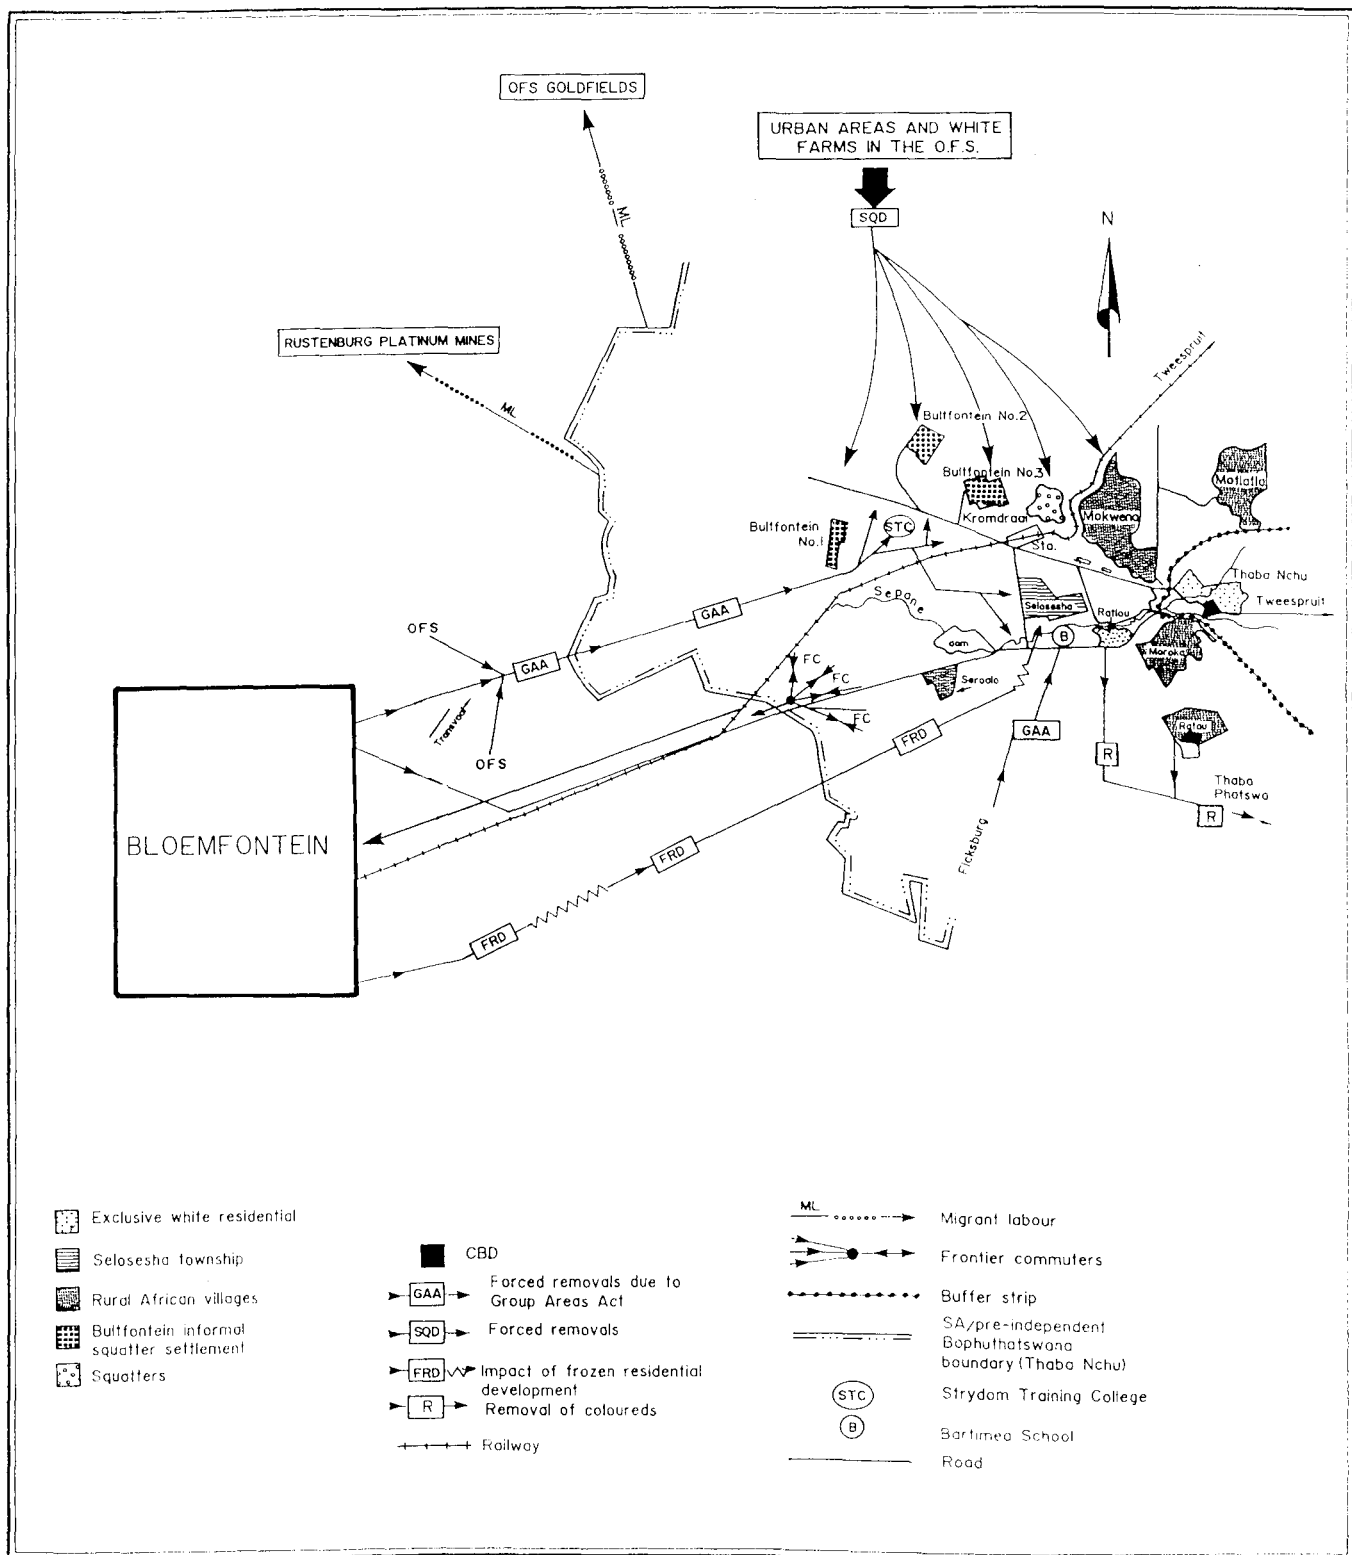 OFS GOLDFIELDS
URBAN AREAS AND WHITE
FARMS IN THE O.F.S.
SQD
ML
N
RUSTENBURG PLATINUM MINES
ML
Tweespruit
Bultfontein No.2
Bultfontein No.3
Motlatla
Kromdraai
Mokwena
Bultfontein
No.1
STC
Sta.
Thaba Nchu
Tweespruit
Sepane
Selosesha
Ratlou
GAA
B
dam
Moroka
OFS
GAA
FC
FC
FC
Seroalo
Transvaal
OFS
FRD
GAA
Ratau
R
Thaba
Phatswa
R
BLOEMFONTEIN
Ficksburg
FRD
FRD
Exclusive white residential
Selosesha township
Rural African villages
Bultfontein informal
squatter settlement
Squatters
CBD
GAA Forced removals due to
Group Areas Act
SQD Forced removals
FRD Impact of frozen residential
development
R Removal of coloureds
Railway
ML Migrant labour
Frontier commuters
Buffer strip
SA/pre-independent
Bophuthatswana
boundary (Thaba Nchu)
STC Strydom Training College
B Bartimea School
Road